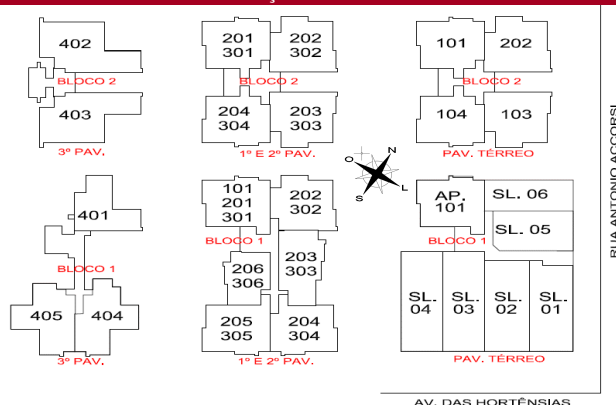 402
BLOCO 2
403
3º PAV.
201 202
301 302
BLOCO 2
204 203
304 303
1º E 2º PAV.
101 202
BLOCO 2
104 103
PAV. TÉRREO
N
O
L
S
401
BLOCO 1
405 404
3º PAV.
101
201 202
301 302
BLOCO 1
206 203
306 303
205 204
305 304
1º E 2º PAV.
AP.
101
SL. 06
SL. 05
BLOCO 1
SL. SL. SL. SL.
04 03 02 01
PAV. TÉRREO
RUA ANTONIO ACCORSI
AV. DAS HORTÊNSIAS